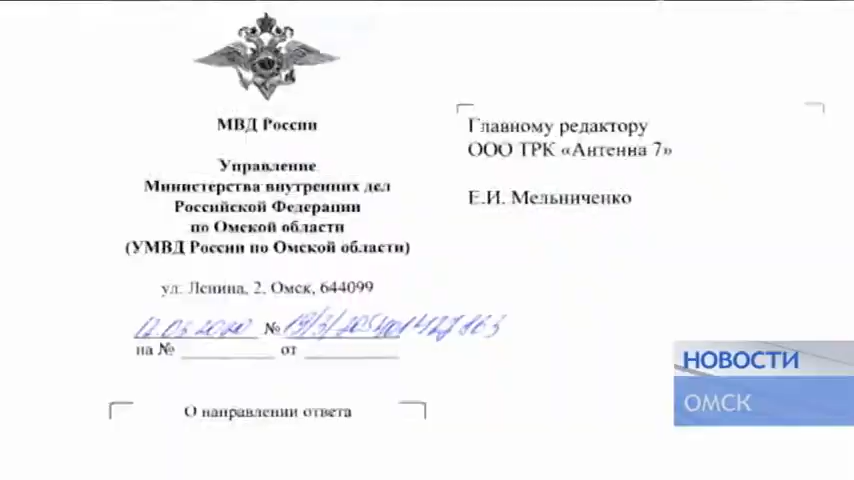 МВД России
Управление
Министерства внутренних дел
Российской Федерации
по Омской области
(УМВД России по Омской области)
ул. Ленина, 2, Омск, 644099
№
на № от
О направлении ответа
Главному редактору
ООО ТРК «Антенна 7»
Е.И. Мельниченко
НОВОСТИ
ОМСК